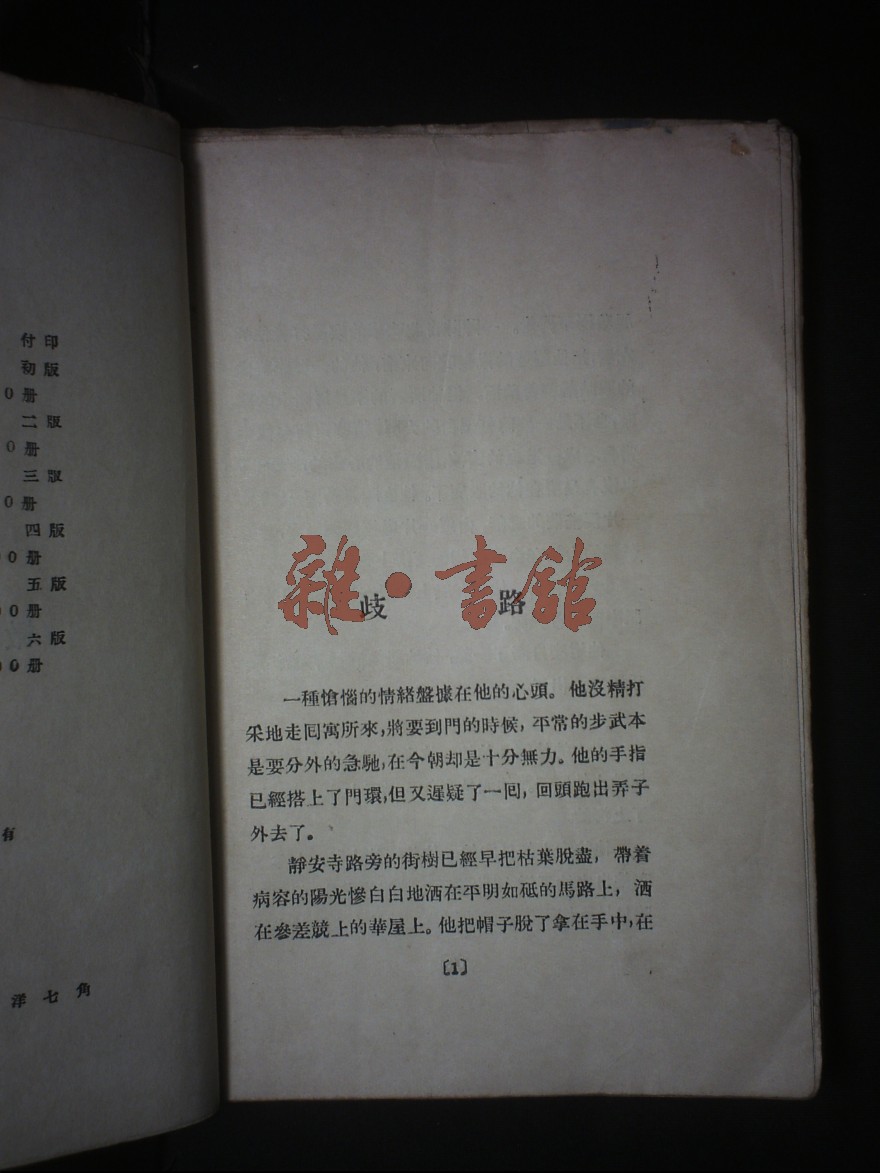 付印
初版
0册
二版
0册
三版
0册
四版
00册
五版
00册
六版
00册
有
洋七角
雜·書館
歧路
一種愴惱的情緒盤據在他的心頭。他沒精打
采地走囘寓所來,將要到門的時候,平常的步武本
是要分外的急馳,在今朝却是十分無力。他的手指
已經搭上了門環,但又遲疑了一囘,回頭跑出弄子
外去了。
靜安寺路旁的街樹已經早把枯葉脫盡,帶着
病容的陽光慘白白地洒在平明如砥的馬路上,洒
在參差競上的華屋上。他把帽子脫了拿在手中,在
〔1〕